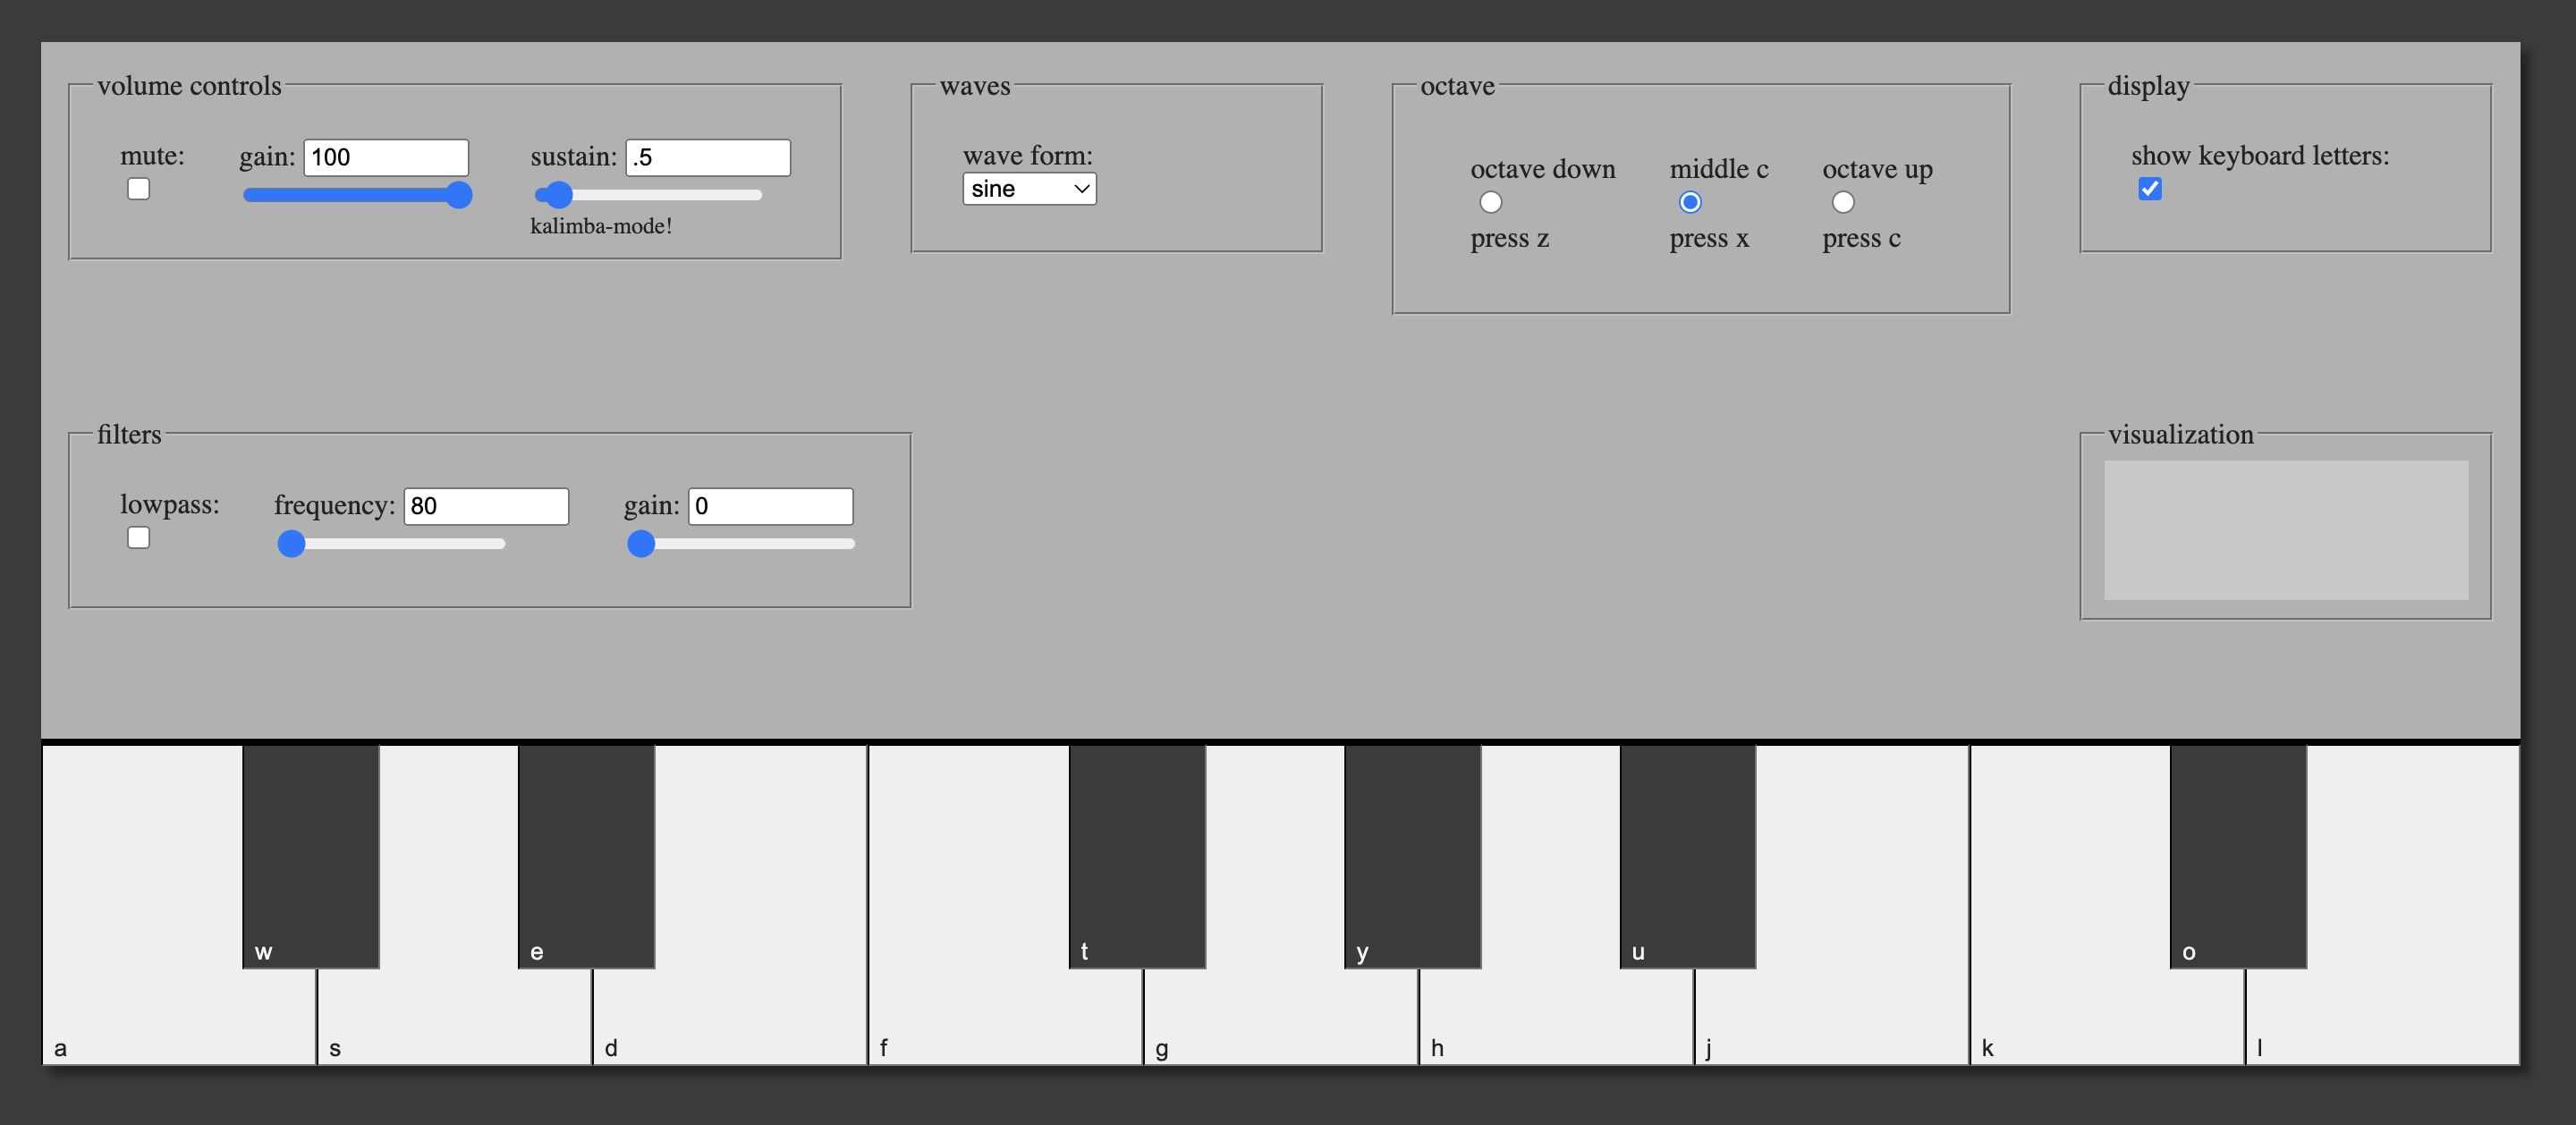 volume controls
mute:
gain: 100
sustain: .5
kalimba-mode!
waves
wave form:
sine
octave
octave down
press z
middle c
press x
octave up
press c
display
show keyboard letters:
filters
lowpass:
frequency: 80
gain: 0
visualization
w e t y u o
a s d f g h j k l